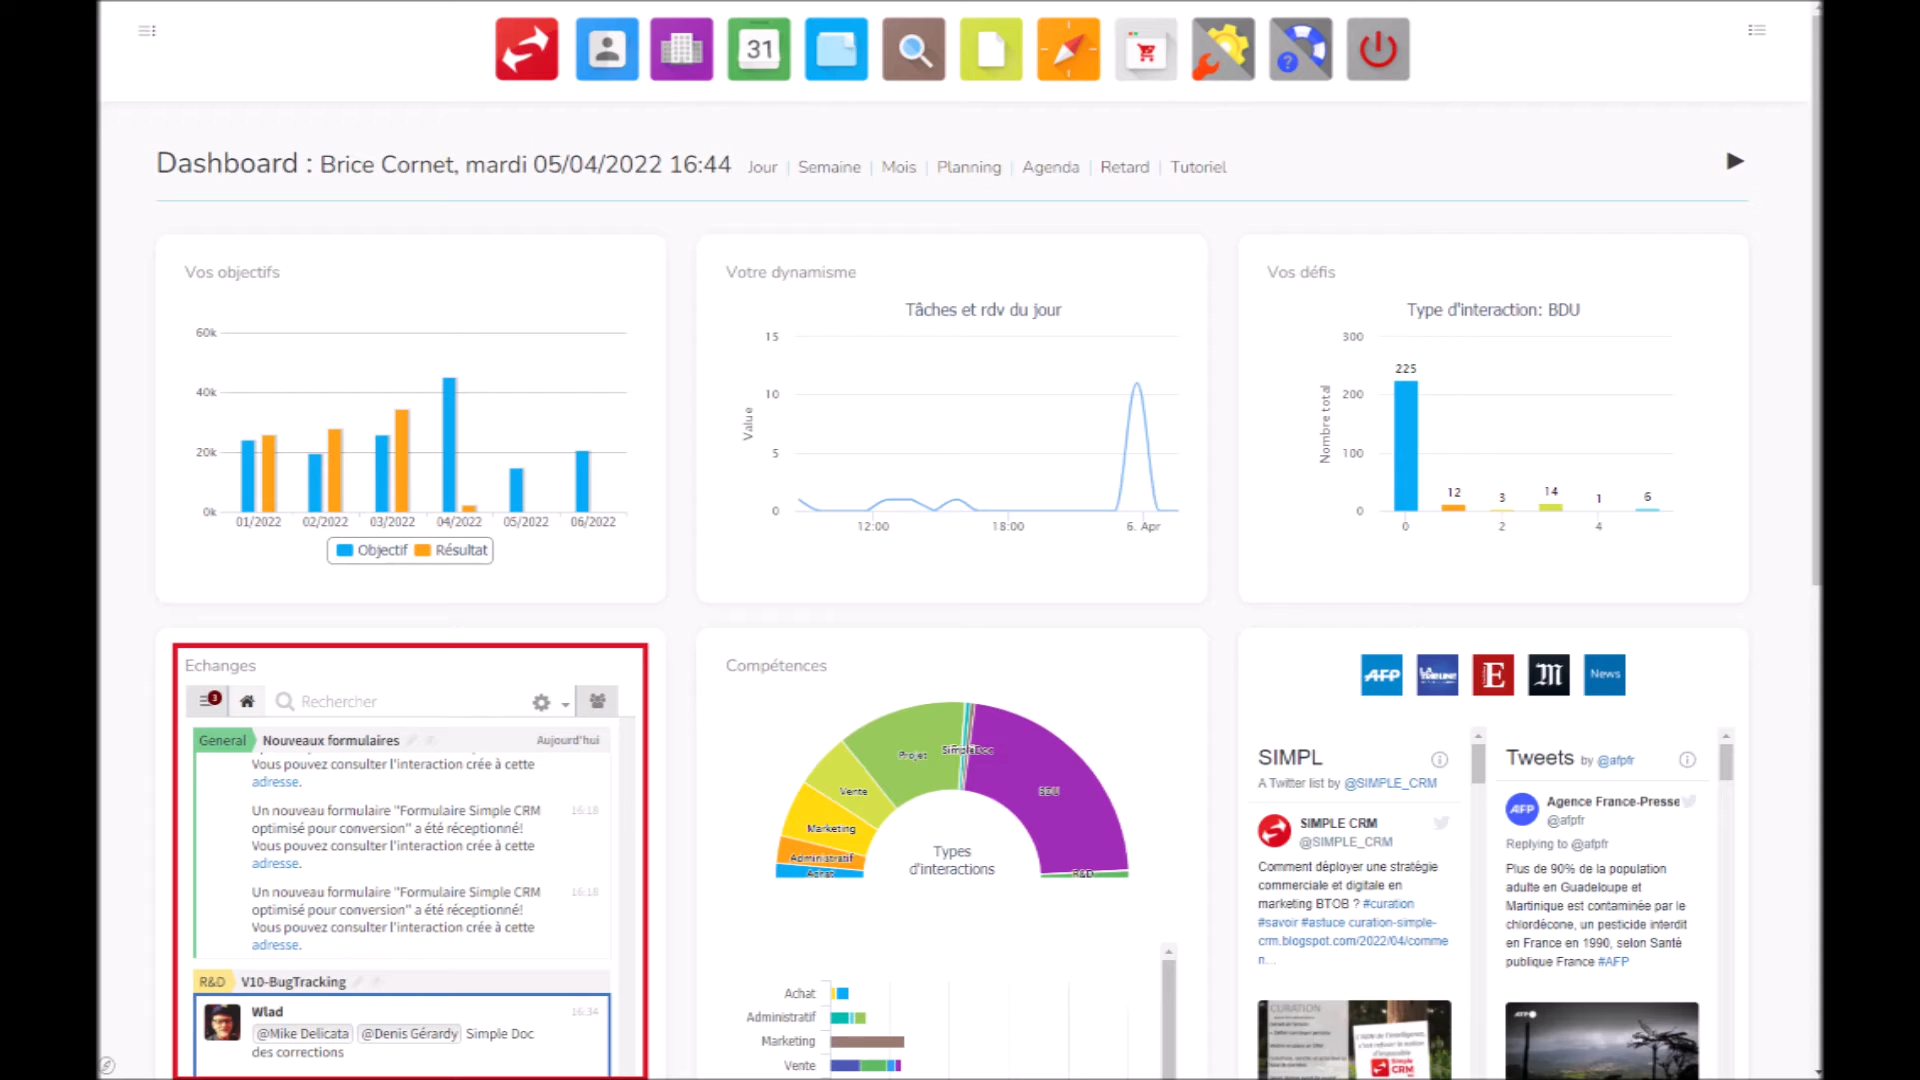 31
Dashboard : Brice Cornet, mardi 05/04/2022 16:44 Jour | Semaine | Mois | Planning | Agenda | Retard | Tutoriel
Vos objectifs
60k
40k
20k
0k
01/2022 02/2022 03/2022 04/2022 05/2022 06/2022
Objectif Résultat
Votre dynamisme
Tâches et rdv du jour
Value
15
10
5
0
12:00 18:00 6. Apr
Vos défis
Type d'interaction: BDU
Nombre total
300
200
100
0
225
12
3
14
1
6
0 2 4
Echanges
3
Rechercher
General Nouveaux formulaires Aujourd'hui
Vous pouvez consulter l'interaction crée à cette
adresse.
Un nouveau formulaire "Formulaire Simple CRM 16:18
optimisé pour conversion" a été réceptionné!
Vous pouvez consulter l'interaction crée à cette
adresse.
Un nouveau formulaire "Formulaire Simple CRM 16:18
optimisé pour conversion" a été réceptionné!
Vous pouvez consulter l'interaction crée à cette
adresse.
R&D V10-BugTracking
Wlad 16:34
@Mike Delicata @Denis Gérardy Simple Doc
des corrections
Compétences
Projet
SimpleDoc
BDU
Vente
Marketing
Administratif
Achat
R&D
Types
d'interactions
Achat
Administratif
Marketing
Vente
AFP
LA TRIBUNE
E
M
News
SIMPL
A Twitter list by @SIMPLE_CRM
SIMPLE CRM
@SIMPLE_CRM
Comment déployer une stratégie
commerciale et digitale en
marketing BTOB ? #curation
#savoir #astuce curation-simple-
crm.blogspot.com/2022/04/comme
n...
CURATION
Simple
CRM
Tweets by @afpfr
AFP
Agence France-Presse
@afpfr
Replying to @afpfr
Plus de 90% de la population
adulte en Guadeloupe et
Martinique est contaminée par le
chlordécone, un pesticide interdit
en France en 1990, selon Santé
publique France #AFP
AFP